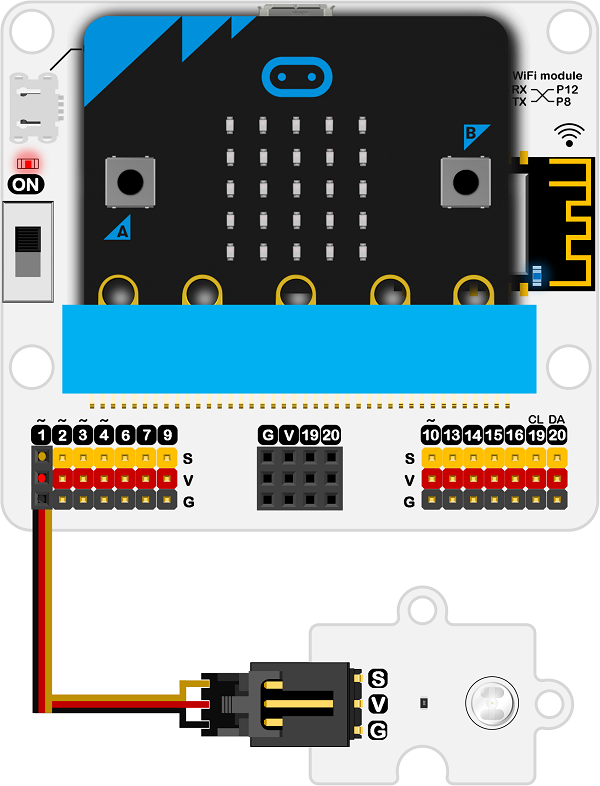 WiFi module
RX P12
TX P8
B
ON
A
~ ~ ~ ~ ~ CL DA
1 2 3 4 6 7 9 G V 19 20 10 13 14 15 16 19 20
S S
V V
G G
S
V
G